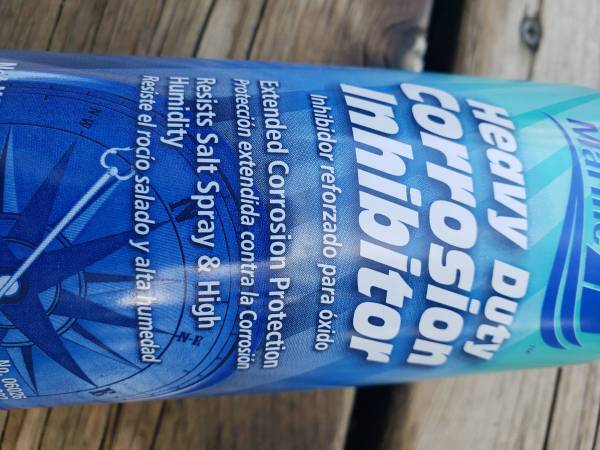 Marine
Heavy Duty
Corrosion
Inhibitor
Inhibidor reforzado para óxido
Extended Corrosion Protection
Protección extendida contra la Corrosión
Resists Salt Spray & High
Humidity
Resiste el rocío salado y alta humedad
N-W
N-E